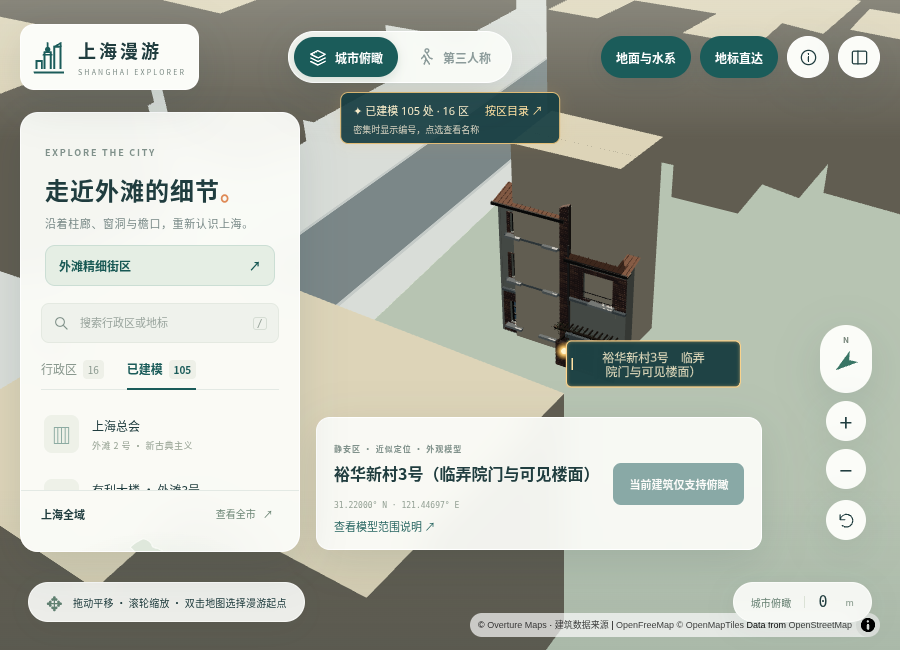 上海漫游
SHANGHAI EXPLORER
城市俯瞰
第三人称
地面与水系
地标直达
✦ 已建模 105 处 · 16 区 按区目录 ↗
密集时显示编号，点选查看名称
EXPLORE THE CITY
走近外滩的细节。
沿着柱廊、窗洞与檐口，重新认识上海。
外滩精细街区 ↗
搜索行政区或地标 /
行政区 16 已建模 105
上海总会
外滩 2 号 · 新古典主义
上海全域 查看全市 ↗
裕华新村3号 临弄
院门与可见楼面）
N
静安区 · 近似定位 · 外观模型
裕华新村3号（临弄院门与可见楼面）
31.22000° N · 121.44697° E
查看模型范围说明 ↗
当前建筑仅支持俯瞰
拖动平移 · 滚轮缩放 · 双击地图选择漫游起点
城市俯瞰 0 m
© Overture Maps · 建筑数据来源 | OpenFreeMap © OpenMapTiles Data from OpenStreetMap